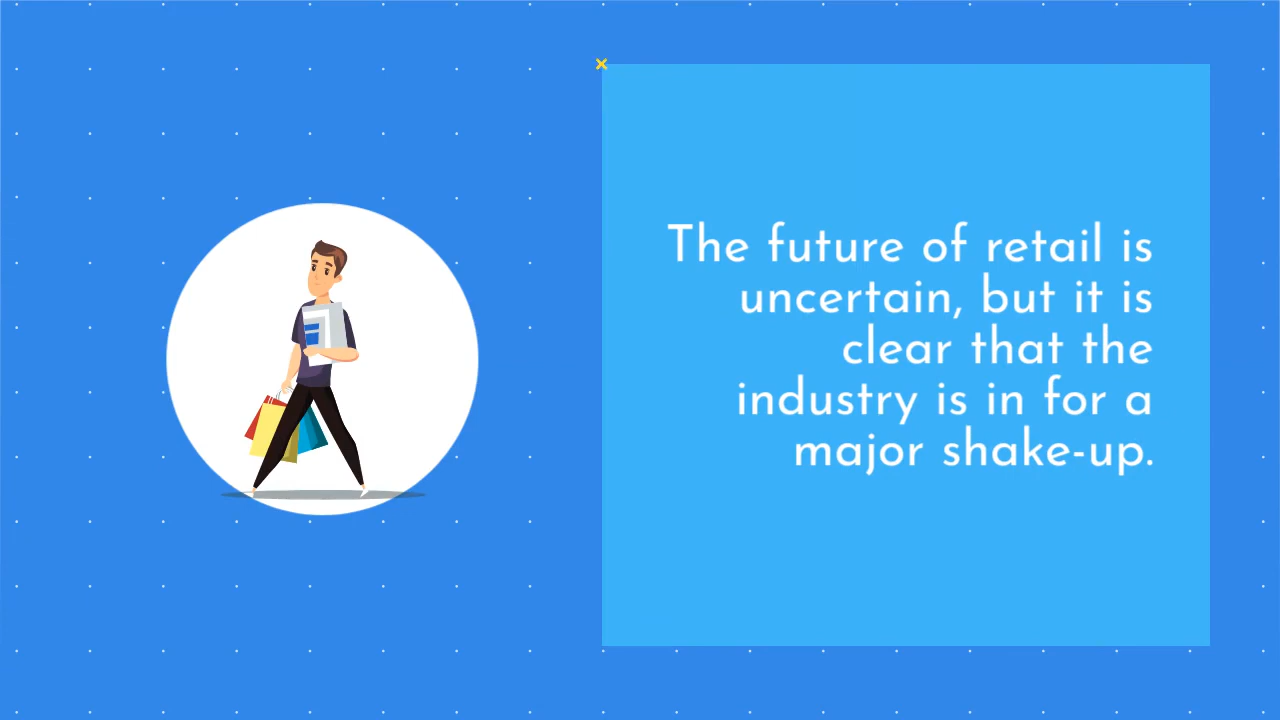 The future of retail is
uncertain, but it is
clear that the
industry is in for a
major shake-up.